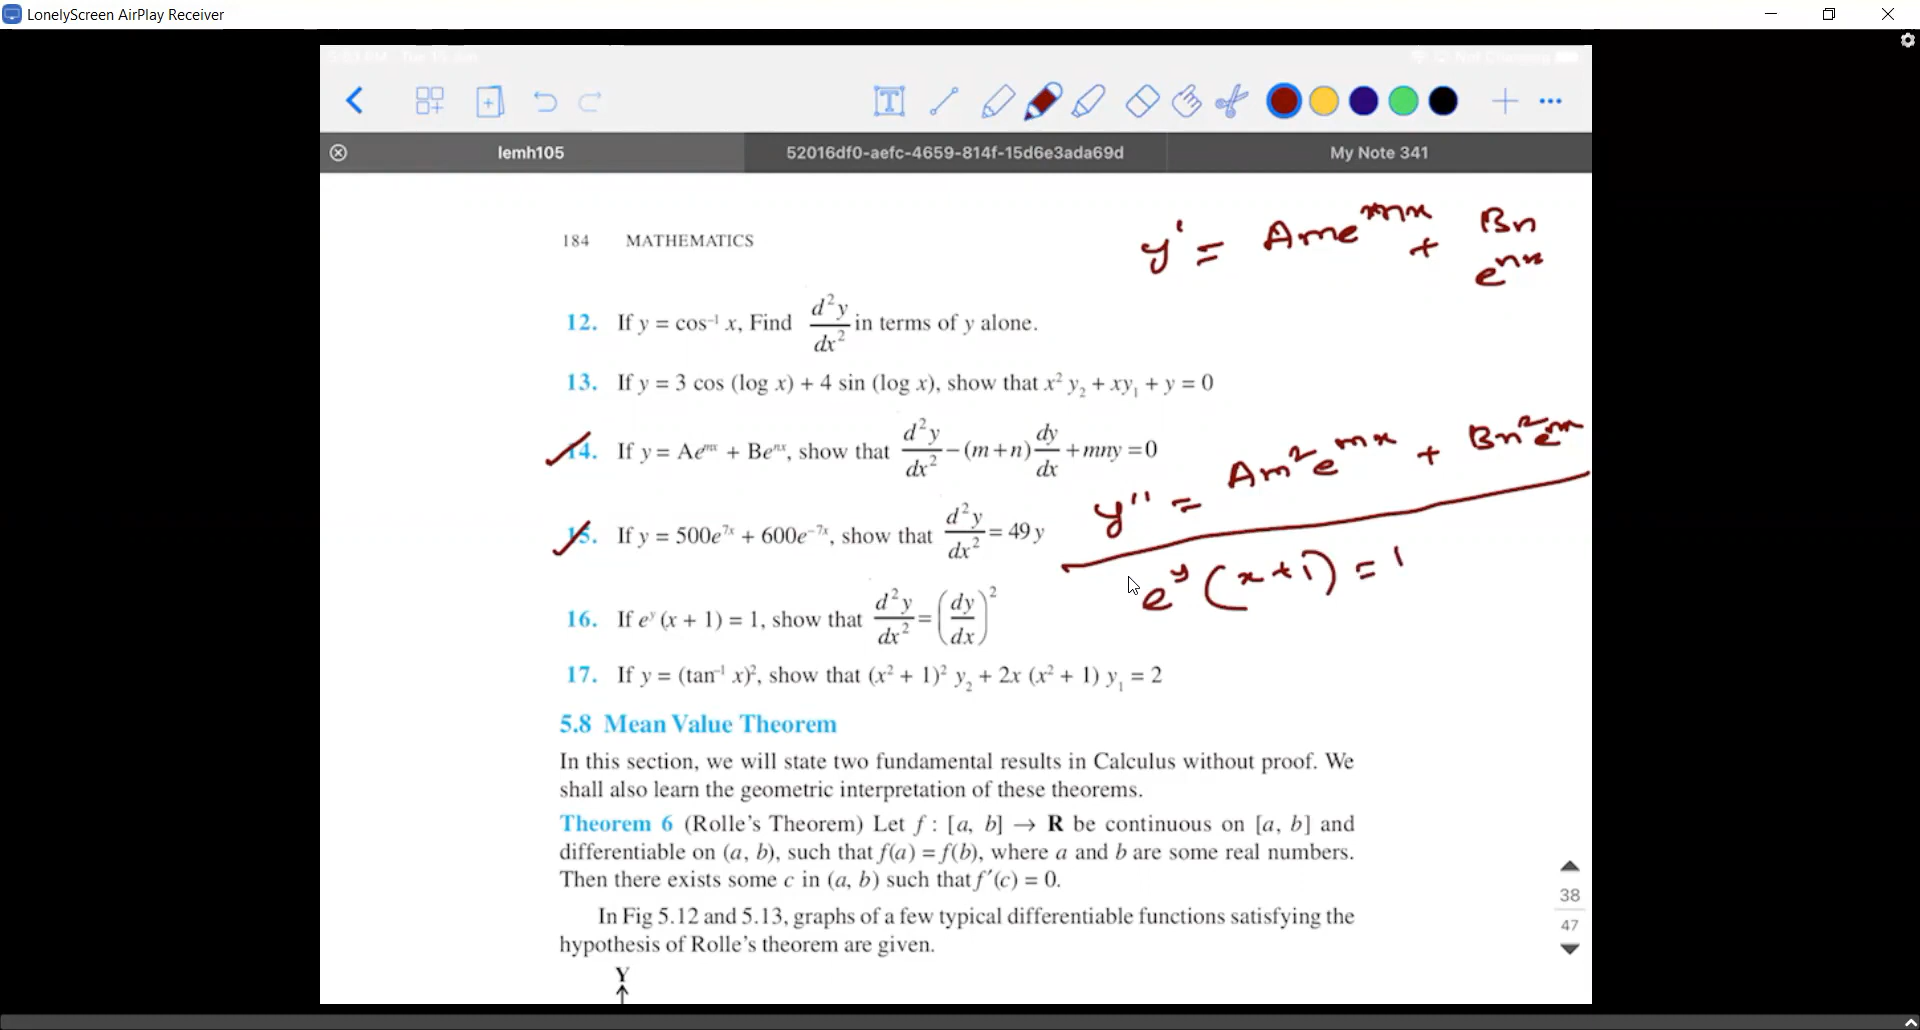 LonelyScreen AirPlay Receiver
lemh105
52016df0-aefc-4659-814f-15d6e3ada69d
My Note 341
184 MATHEMATICS
y' = Ame^mx + Bn e^nx
12. If y = cos⁻¹ x, Find d²y/dx² in terms of y alone.
13. If y = 3 cos (log x) + 4 sin (log x), show that x² y₂ + xy₁ + y = 0
14. If y = Ae^mx + Be^nx, show that d²y/dx² − (m+n) dy/dx + mny = 0
y'' = Am²e^mx + Bn²e^nx
15. If y = 500e^7x + 600e^−7x, show that d²y/dx² = 49y
e^y (x+1) = 1
16. If e^y (x + 1) = 1, show that d²y/dx² = (dy/dx)²
17. If y = (tan⁻¹ x)², show that (x² + 1)² y₂ + 2x (x² + 1) y₁ = 2
5.8 Mean Value Theorem
In this section, we will state two fundamental results in Calculus without proof. We
shall also learn the geometric interpretation of these theorems.
Theorem 6 (Rolle's Theorem) Let f : [a, b] → R be continuous on [a, b] and
differentiable on (a, b), such that f(a) = f(b), where a and b are some real numbers.
Then there exists some c in (a, b) such that f′(c) = 0.
In Fig 5.12 and 5.13, graphs of a few typical differentiable functions satisfying the
hypothesis of Rolle's theorem are given.
Y
38
47